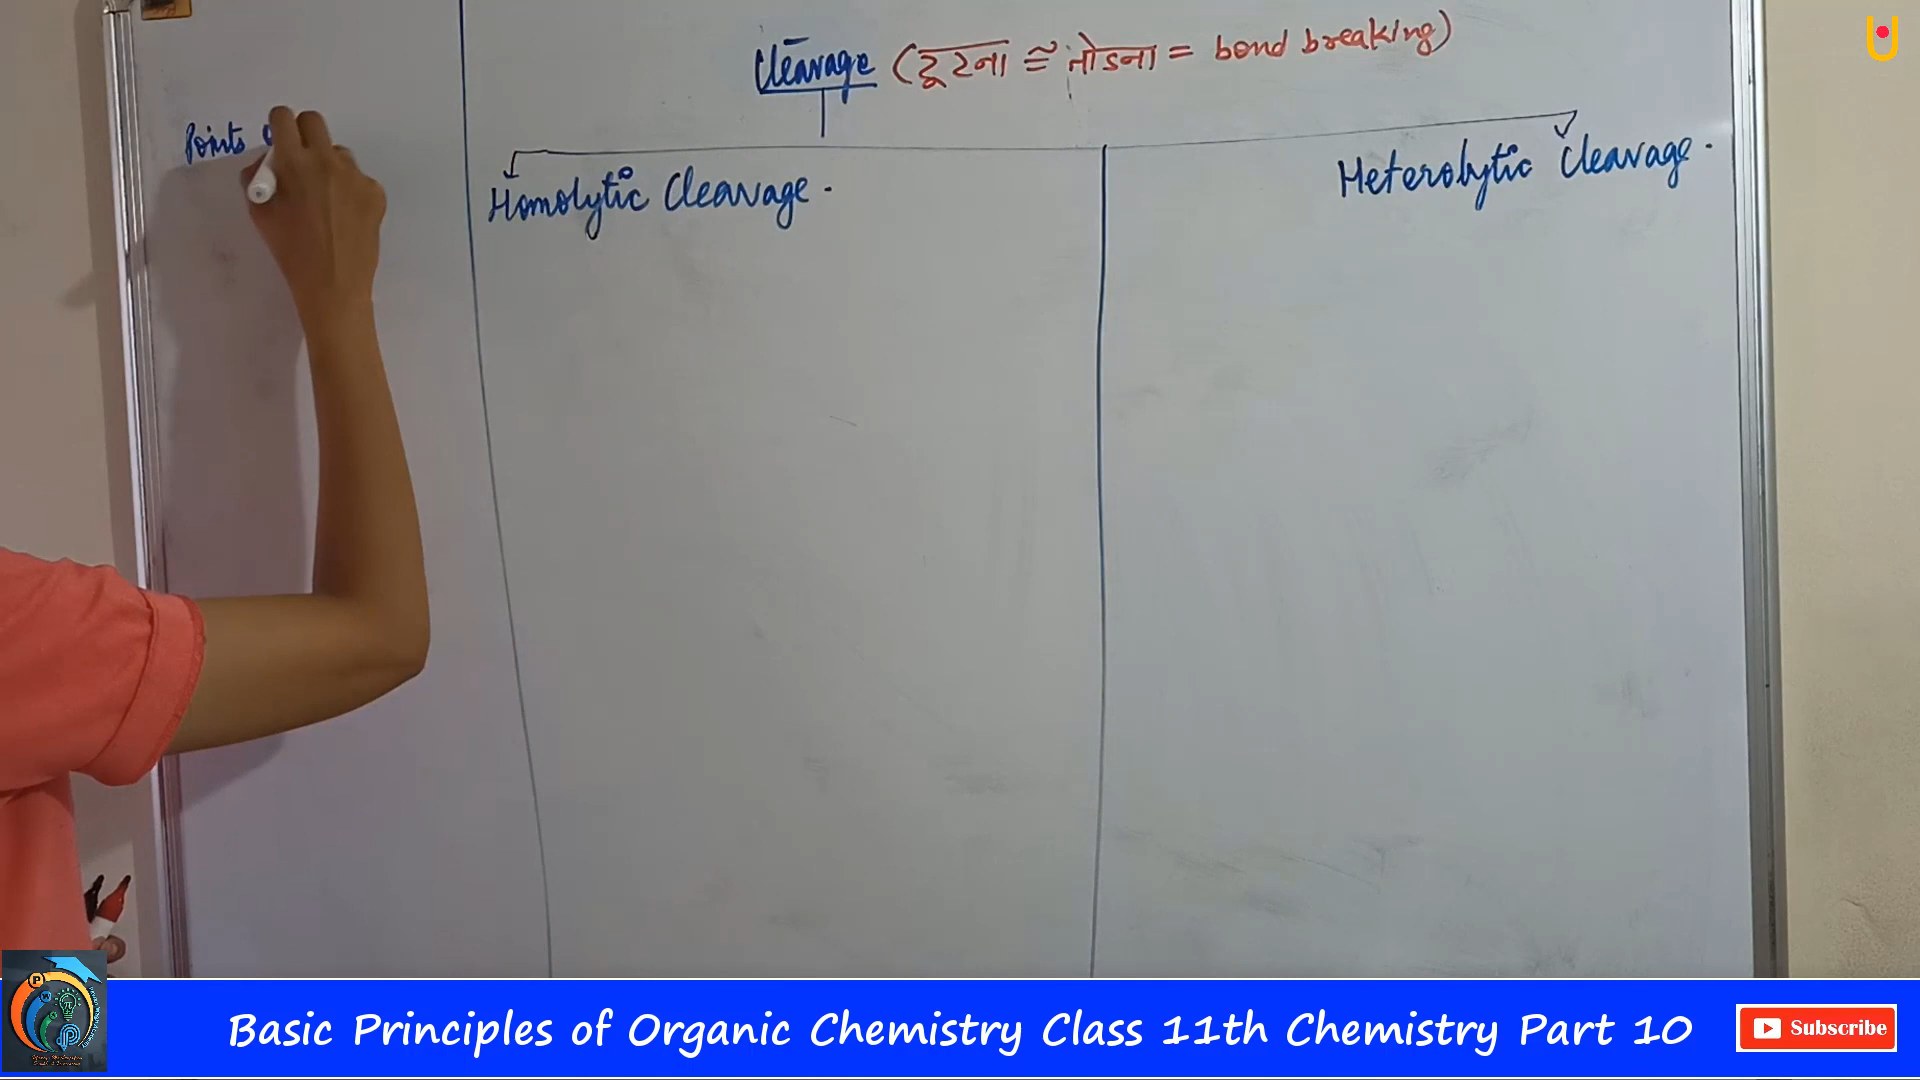 Cleavage (टूटना ≅ तोडना = bond breaking)
Points
Homolytic Cleavage.
Heterolytic Cleavage.
Basic Principles of Organic Chemistry Class 11th Chemistry Part 10
Subscribe